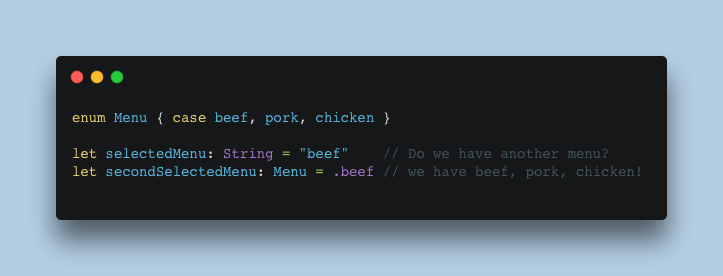 enum Menu { case beef, pork, chicken }
let selectedMenu: String = "beef"    // Do we have another menu?
let secondSelectedMenu: Menu = .beef // we have beef, pork, chicken!